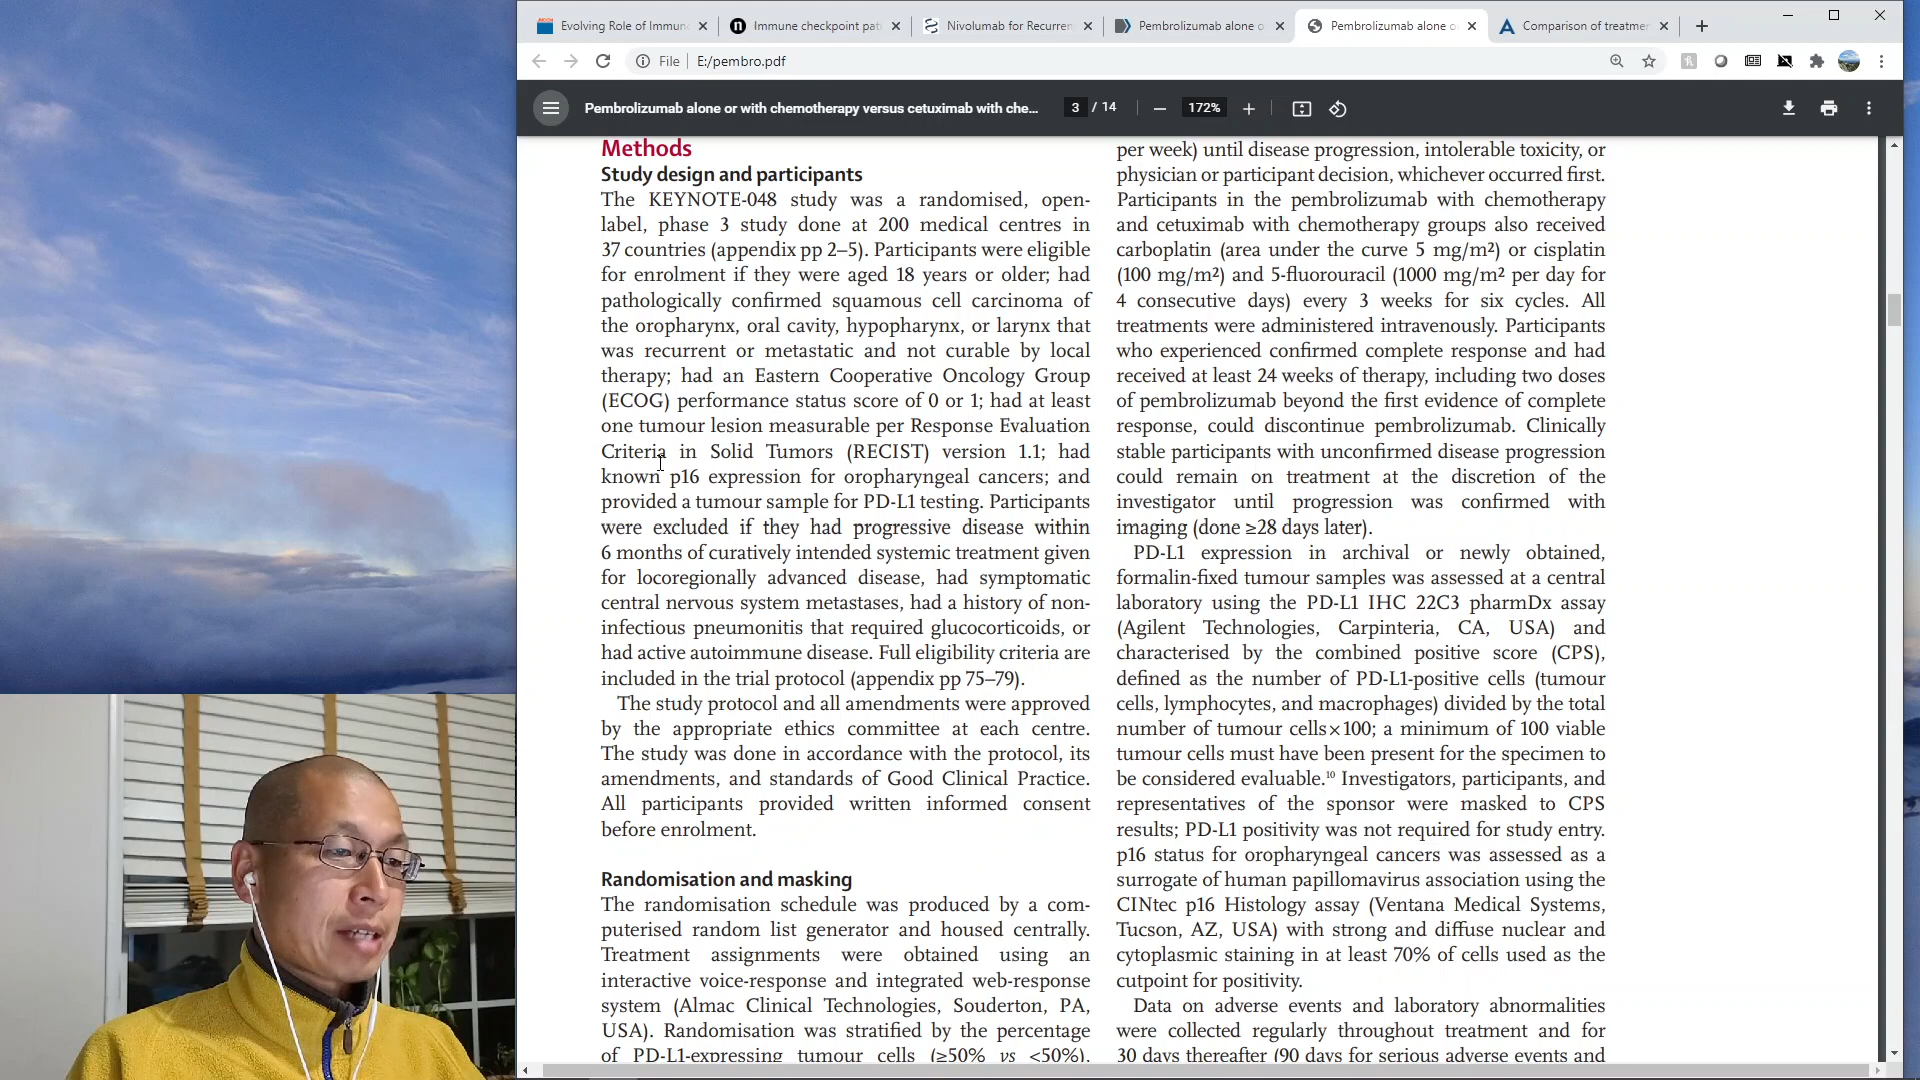 Evolving Role of Immun
Immune checkpoint pat
Nivolumab for Recurren
Pembrolizumab alone o
Pembrolizumab alone o
Comparison of treatmen
File
E:/pembro.pdf
Pembrolizumab alone or with chemotherapy versus cetuximab with che...
3 / 14
172%
Methods
Study design and participants
The KEYNOTE-048 study was a randomised, open-
label, phase 3 study done at 200 medical centres in
37 countries (appendix pp 2–5). Participants were eligible
for enrolment if they were aged 18 years or older; had
pathologically confirmed squamous cell carcinoma of
the oropharynx, oral cavity, hypopharynx, or larynx that
was recurrent or metastatic and not curable by local
therapy; had an Eastern Cooperative Oncology Group
(ECOG) performance status score of 0 or 1; had at least
one tumour lesion measurable per Response Evaluation
Criteria in Solid Tumors (RECIST) version 1.1; had
known p16 expression for oropharyngeal cancers; and
provided a tumour sample for PD-L1 testing. Participants
were excluded if they had progressive disease within
6 months of curatively intended systemic treatment given
for locoregionally advanced disease, had symptomatic
central nervous system metastases, had a history of non-
infectious pneumonitis that required glucocorticoids, or
had active autoimmune disease. Full eligibility criteria are
included in the trial protocol (appendix pp 75–79).
The study protocol and all amendments were approved
by the appropriate ethics committee at each centre.
The study was done in accordance with the protocol, its
amendments, and standards of Good Clinical Practice.
All participants provided written informed consent
before enrolment.
Randomisation and masking
The randomisation schedule was produced by a com-
puterised random list generator and housed centrally.
Treatment assignments were obtained using an
interactive voice-response and integrated web-response
system (Almac Clinical Technologies, Souderton, PA,
USA). Randomisation was stratified by the percentage
of PD-L1-expressing tumour cells (≥50% vs <50%),
per week) until disease progression, intolerable toxicity, or
physician or participant decision, whichever occurred first.
Participants in the pembrolizumab with chemotherapy
and cetuximab with chemotherapy groups also received
carboplatin (area under the curve 5 mg/m²) or cisplatin
(100 mg/m²) and 5-fluorouracil (1000 mg/m² per day for
4 consecutive days) every 3 weeks for six cycles. All
treatments were administered intravenously. Participants
who experienced confirmed complete response and had
received at least 24 weeks of therapy, including two doses
of pembrolizumab beyond the first evidence of complete
response, could discontinue pembrolizumab. Clinically
stable participants with unconfirmed disease progression
could remain on treatment at the discretion of the
investigator until progression was confirmed with
imaging (done ≥28 days later).
PD-L1 expression in archival or newly obtained,
formalin-fixed tumour samples was assessed at a central
laboratory using the PD-L1 IHC 22C3 pharmDx assay
(Agilent Technologies, Carpinteria, CA, USA) and
characterised by the combined positive score (CPS),
defined as the number of PD-L1-positive cells (tumour
cells, lymphocytes, and macrophages) divided by the total
number of tumour cells×100; a minimum of 100 viable
tumour cells must have been present for the specimen to
be considered evaluable.¹⁰ Investigators, participants, and
representatives of the sponsor were masked to CPS
results; PD-L1 positivity was not required for study entry.
p16 status for oropharyngeal cancers was assessed as a
surrogate of human papillomavirus association using the
CINtec p16 Histology assay (Ventana Medical Systems,
Tucson, AZ, USA) with strong and diffuse nuclear and
cytoplasmic staining in at least 70% of cells used as the
cutpoint for positivity.
Data on adverse events and laboratory abnormalities
were collected regularly throughout treatment and for
30 days thereafter (90 days for serious adverse events and